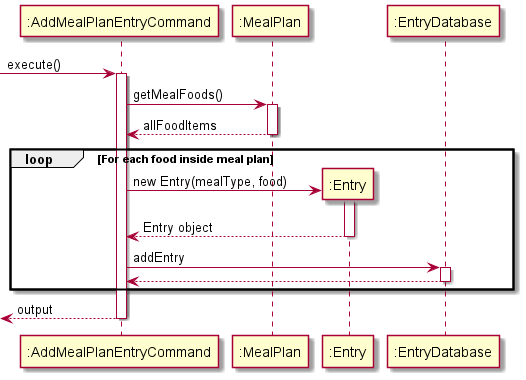 :AddMealPlanEntryCommand :MealPlan :EntryDatabase
execute()
getMealFoods()
allFoodItems
loop [For each food inside meal plan]
new Entry(mealType, food) :Entry
Entry object
addEntry
output
:AddMealPlanEntryCommand :MealPlan :Entry :EntryDatabase